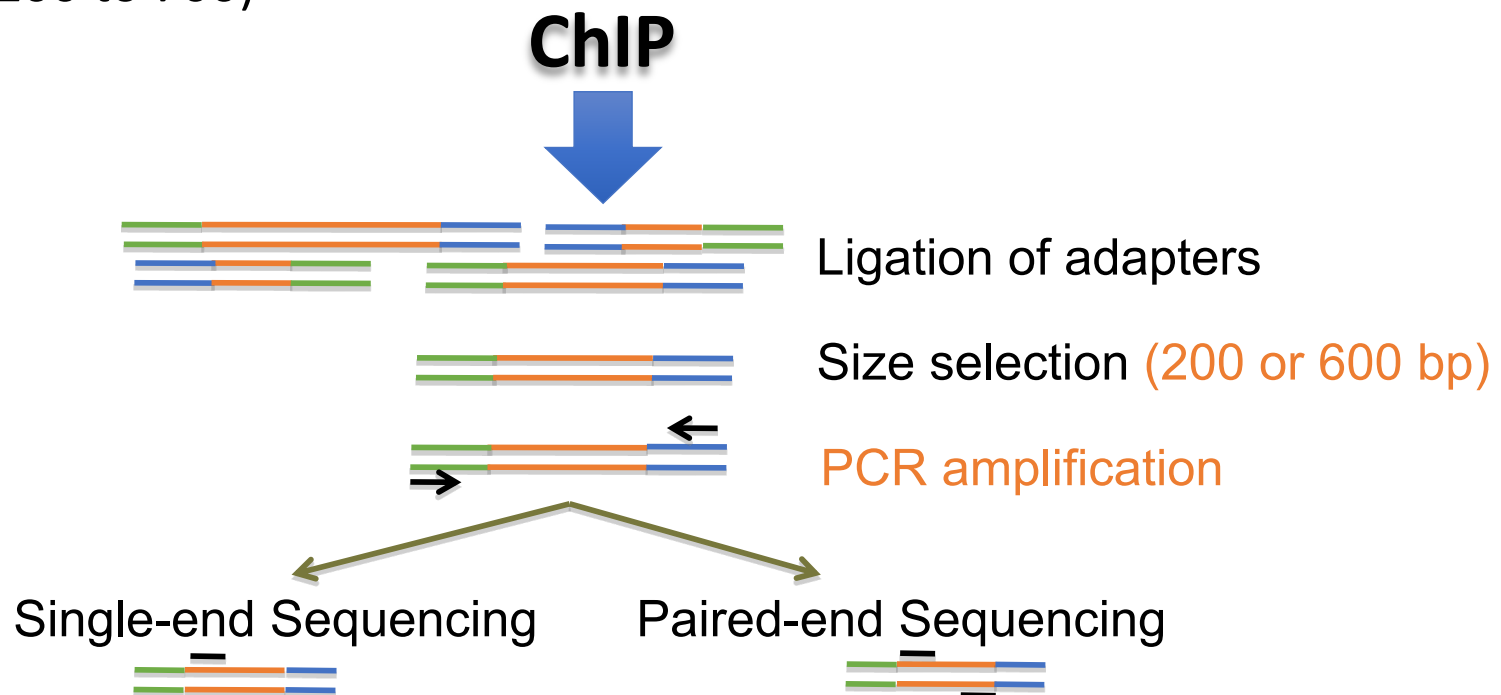 ChIP
Ligation of adapters
Size selection (200 or 600 bp)
PCR amplification
Single-end Sequencing
Paired-end Sequencing